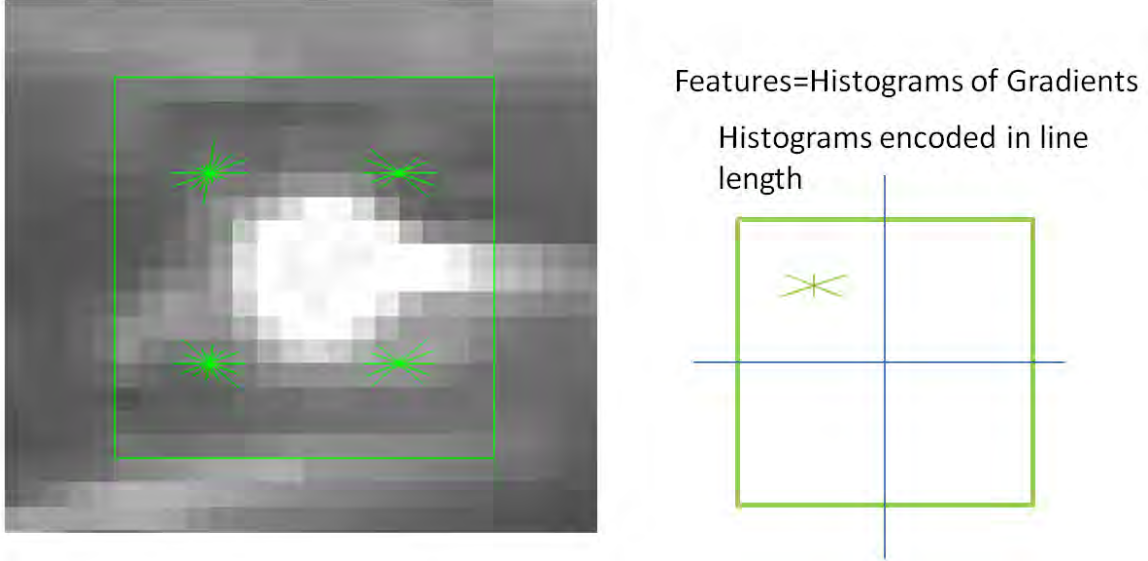 Features=Histograms of Gradients
Histograms encoded in line
length